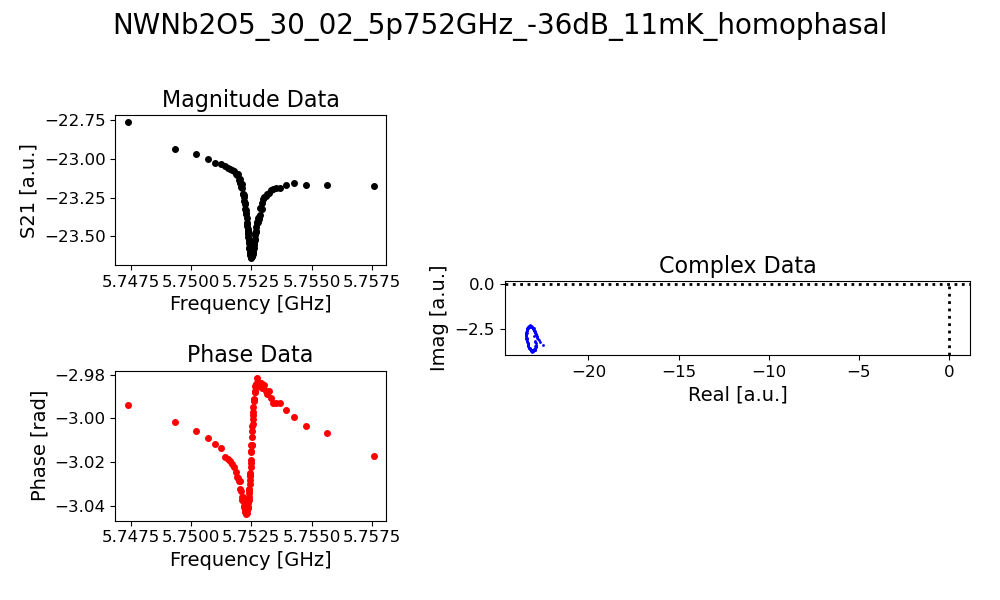 NWNb2O5_30_02_5p752GHz_-36dB_11mK_homophasal
Magnitude Data
−22.75
−23.00
−23.25
−23.50
S21 [a.u.]
5.7475 5.7500 5.7525 5.7550 5.7575
Frequency [GHz]
Complex Data
0.0
−2.5
Imag [a.u.]
−20 −15 −10 −5 0
Real [a.u.]
Phase Data
−2.98
−3.00
−3.02
−3.04
Phase [rad]
5.7475 5.7500 5.7525 5.7550 5.7575
Frequency [GHz]